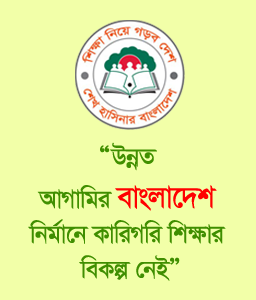 শিক্ষা নিয়ে গড়ব দেশ
শেখ হাসিনার বাংলাদেশ
“উন্নত
আগামির বাংলাদেশ
নির্মানে কারিগরি শিক্ষার
বিকল্প নেই”